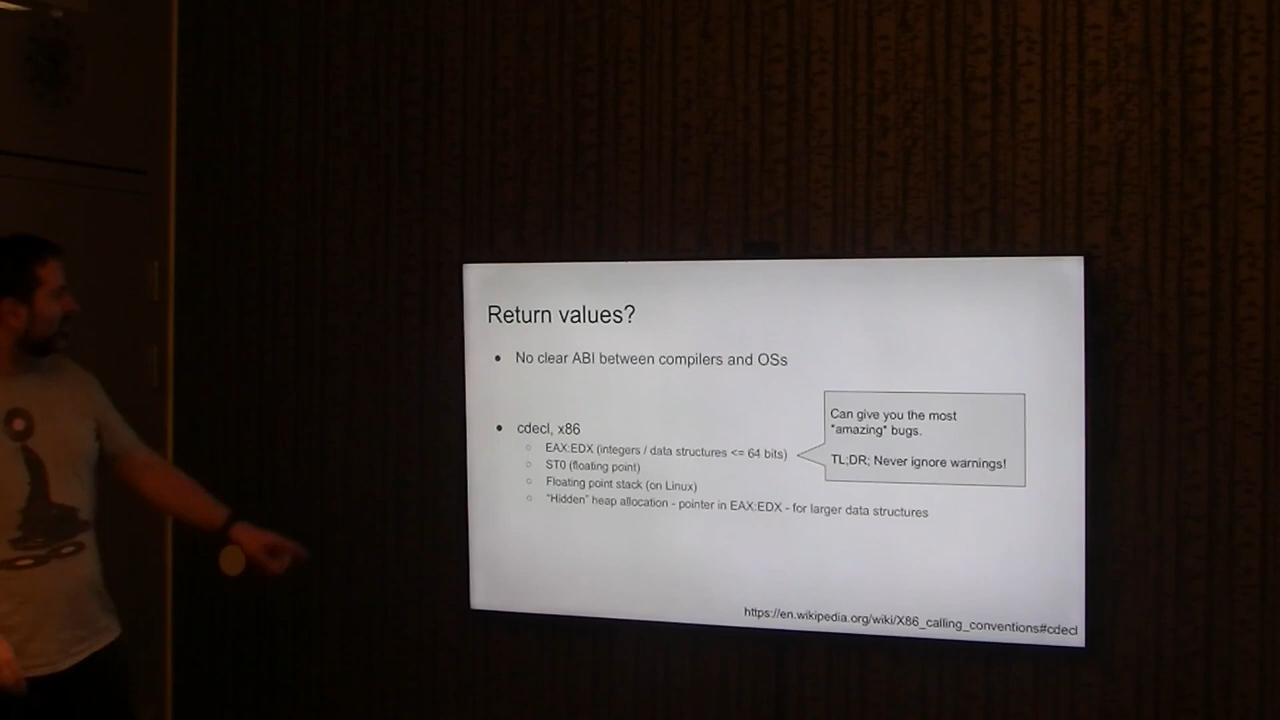 Return values?
• No clear ABI between compilers and OSs
• cdecl, x86
○ EAX:EDX (integers / data structures <= 64 bits)
○ ST0 (floating point)
○ Floating point stack (on Linux)
○ "Hidden" heap allocation - pointer in EAX:EDX - for larger data structures
Can give you the most
*amazing* bugs.
TL;DR; Never ignore warnings!
https://en.wikipedia.org/wiki/X86_calling_conventions#cdecl